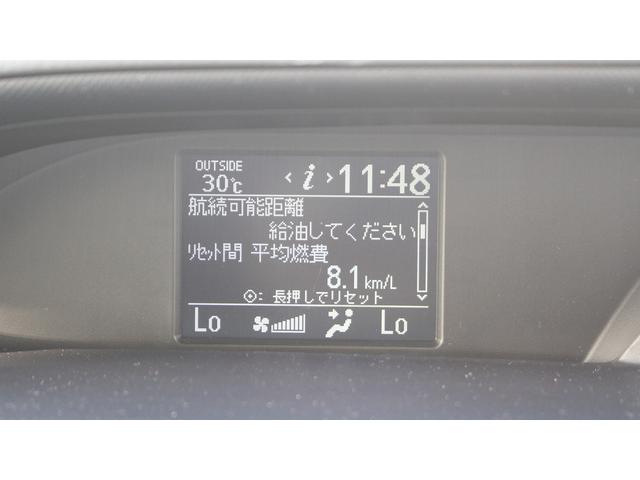 OUTSIDE
30℃ < i > 11:48
航続可能距離
給油してください
リセット間 平均燃費
8.1 km/L
⊙: 長押しでリセット
Lo Lo